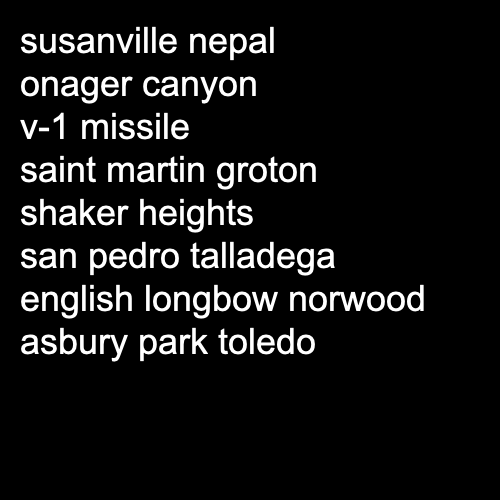 susanville nepal
onager canyon
v-1 missile
saint martin groton
shaker heights
san pedro talladega
english longbow norwood
asbury park toledo